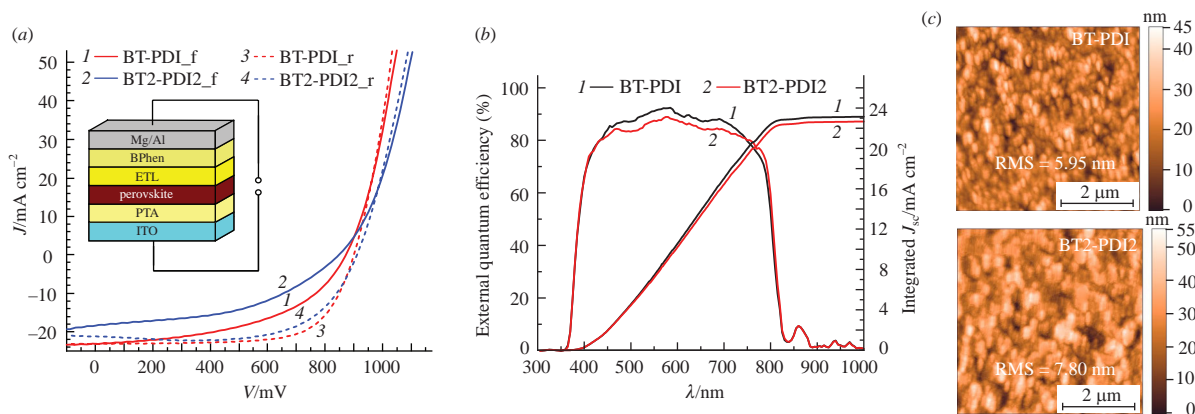 (a)
1 BT-PDI_f
2 BT2-PDI2_f
3 BT-PDI_r
4 BT2-PDI2_r
50
40
30
20
10
0
−10
−20
J/mA cm−2
Mg/Al
BPhen
ETL
perovskite
PTA
ITO
2
1
4
3
0 200 400 600 800 1000
V/mV
(b)
1 BT-PDI 2 BT2-PDI2
100
80
60
40
20
0
External quantum efficiency (%)
1
2
1
2
24
20
16
12
8
4
0
Integrated Jsc/mA cm−2
300 400 500 600 700 800 900 1000
λ/nm
(c)
BT-PDI
RMS = 5.95 nm
2 μm
nm
45
40
30
20
10
0
BT2-PDI2
RMS = 7.80 nm
2 μm
nm
55
50
40
30
20
10
0